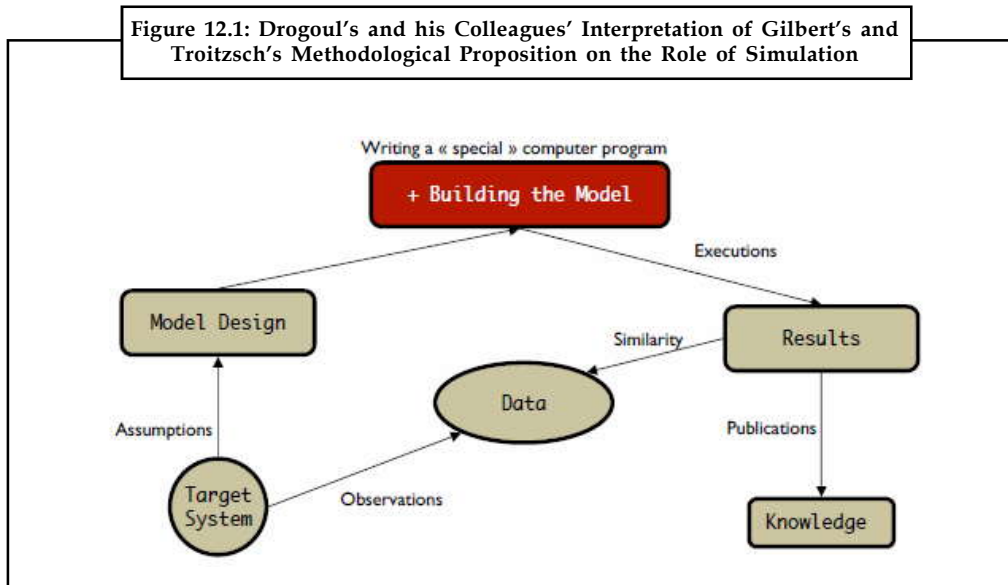 Figure 12.1: Drogoul's and his Colleagues' Interpretation of Gilbert's and
Troitzsch's Methodological Proposition on the Role of Simulation
Writing a « special » computer program
+ Building the Model
Executions
Model Design
Similarity
Results
Data
Assumptions
Publications
Target
System
Observations
Knowledge